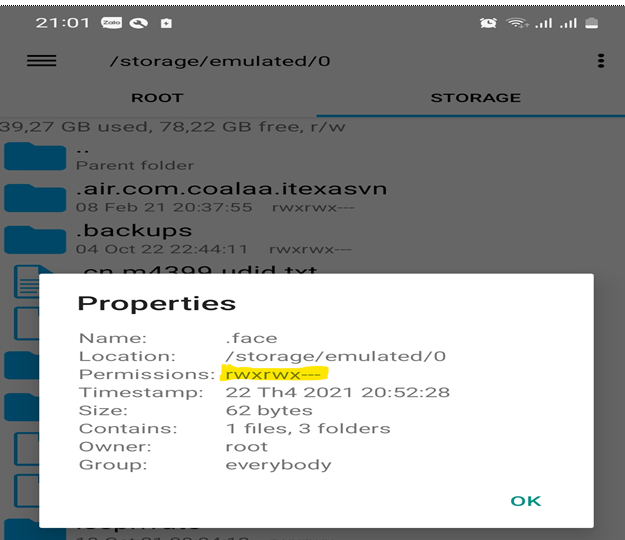 21:01 Zalo
/storage/emulated/0
ROOT STORAGE
39,27 GB used, 78,22 GB free, r/w
..
Parent folder
.air.com.coalaa.itexasvn
08 Feb 21 20:37:55 rwxrwx---
.backups
04 Oct 22 22:44:11 rwxrwx---
.cn.m4399.udid.txt
Properties
Name: .face
Location: /storage/emulated/0
Permissions: rwxrwx---
Timestamp: 22 Th4 2021 20:52:28
Size: 62 bytes
Contains: 1 files, 3 folders
Owner: root
Group: everybody
OK